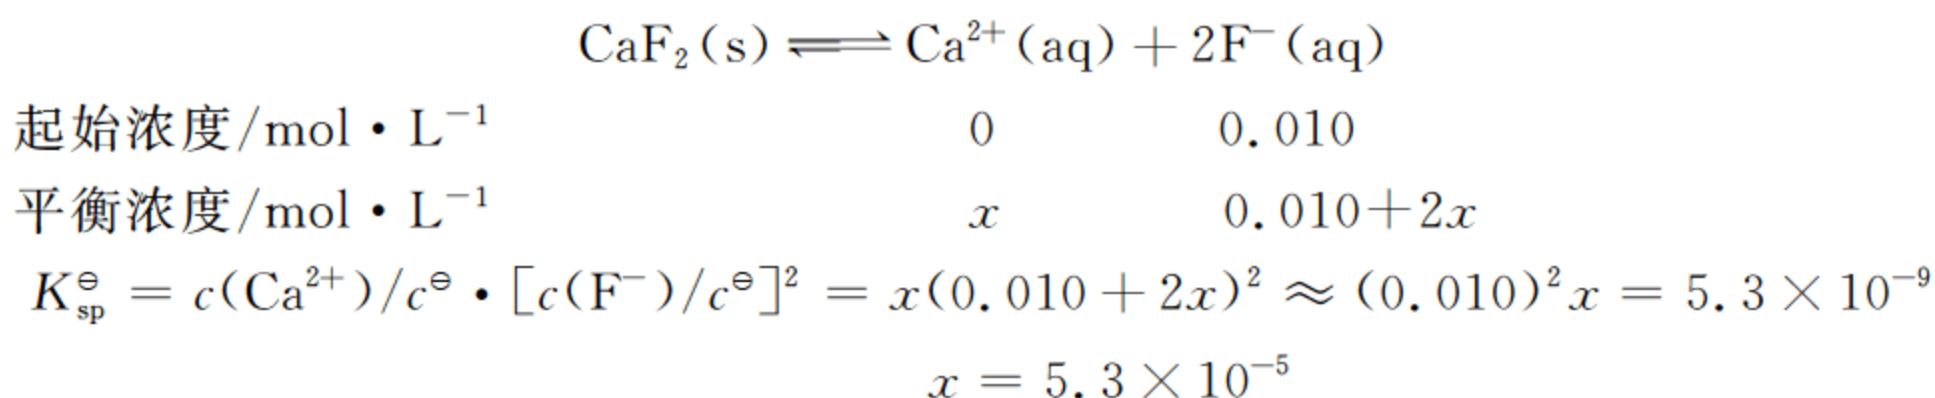 CaF₂(s) ⇌ Ca²⁺(aq)+2F⁻(aq)
起始浓度/mol・L⁻¹ 0 0.010
平衡浓度/mol・L⁻¹ x 0.010+2x
K^⊖_sp = c(Ca²⁺)/c^⊖・[c(F⁻)/c^⊖]² = x(0.010+2x)² ≈ (0.010)²x = 5.3×10⁻⁹
x = 5.3×10⁻⁵